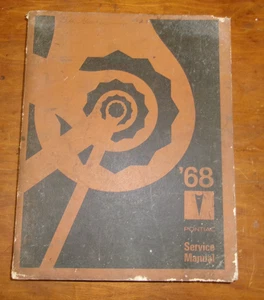 '68
PONTIAC
Service
Manual